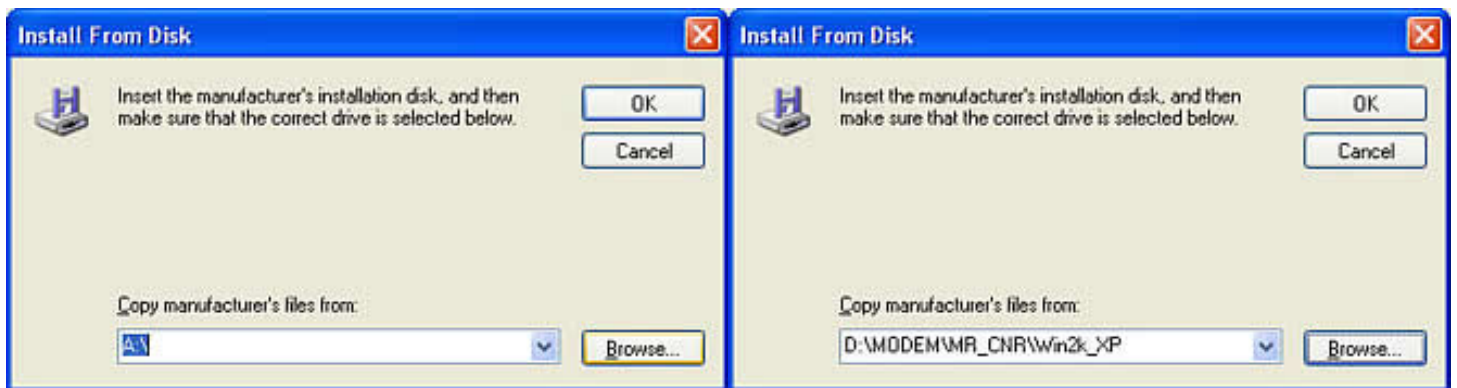 Install From Disk
Insert the manufacturer's installation disk, and then
make sure that the correct drive is selected below.
OK
Cancel
Copy manufacturer's files from:
A:\
Browse...
Install From Disk
Insert the manufacturer's installation disk, and then
make sure that the correct drive is selected below.
OK
Cancel
Copy manufacturer's files from:
D:\MODEM\MR_CNR\Win2k_XP
Browse...